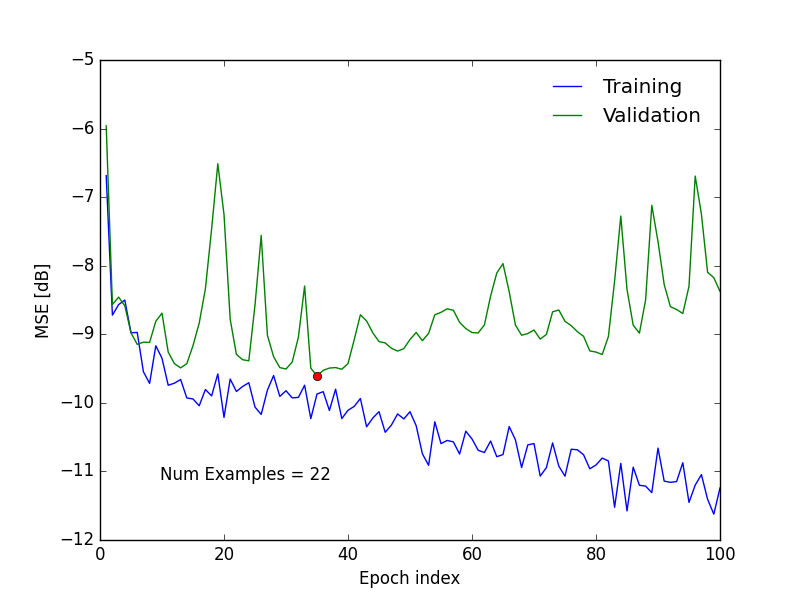 Training
Validation
MSE [dB]
−5
−6
−7
−8
−9
−10
−11
−12
Num Examples = 22
0 20 40 60 80 100
Epoch index